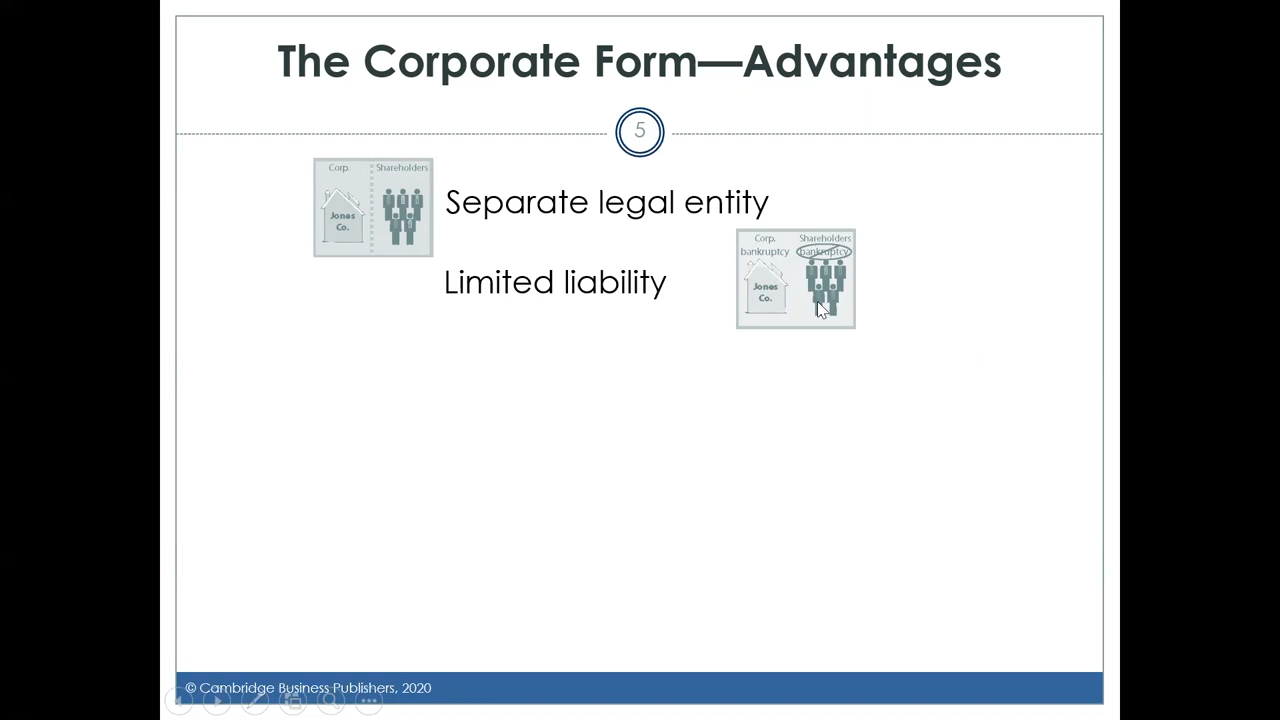 The Corporate Form—Advantages
5
Corp. Shareholders
Jones
Co.
Separate legal entity
Corp. Shareholders
bankruptcy bankruptcy
Jones
Co.
Limited liability
© Cambridge Business Publishers, 2020